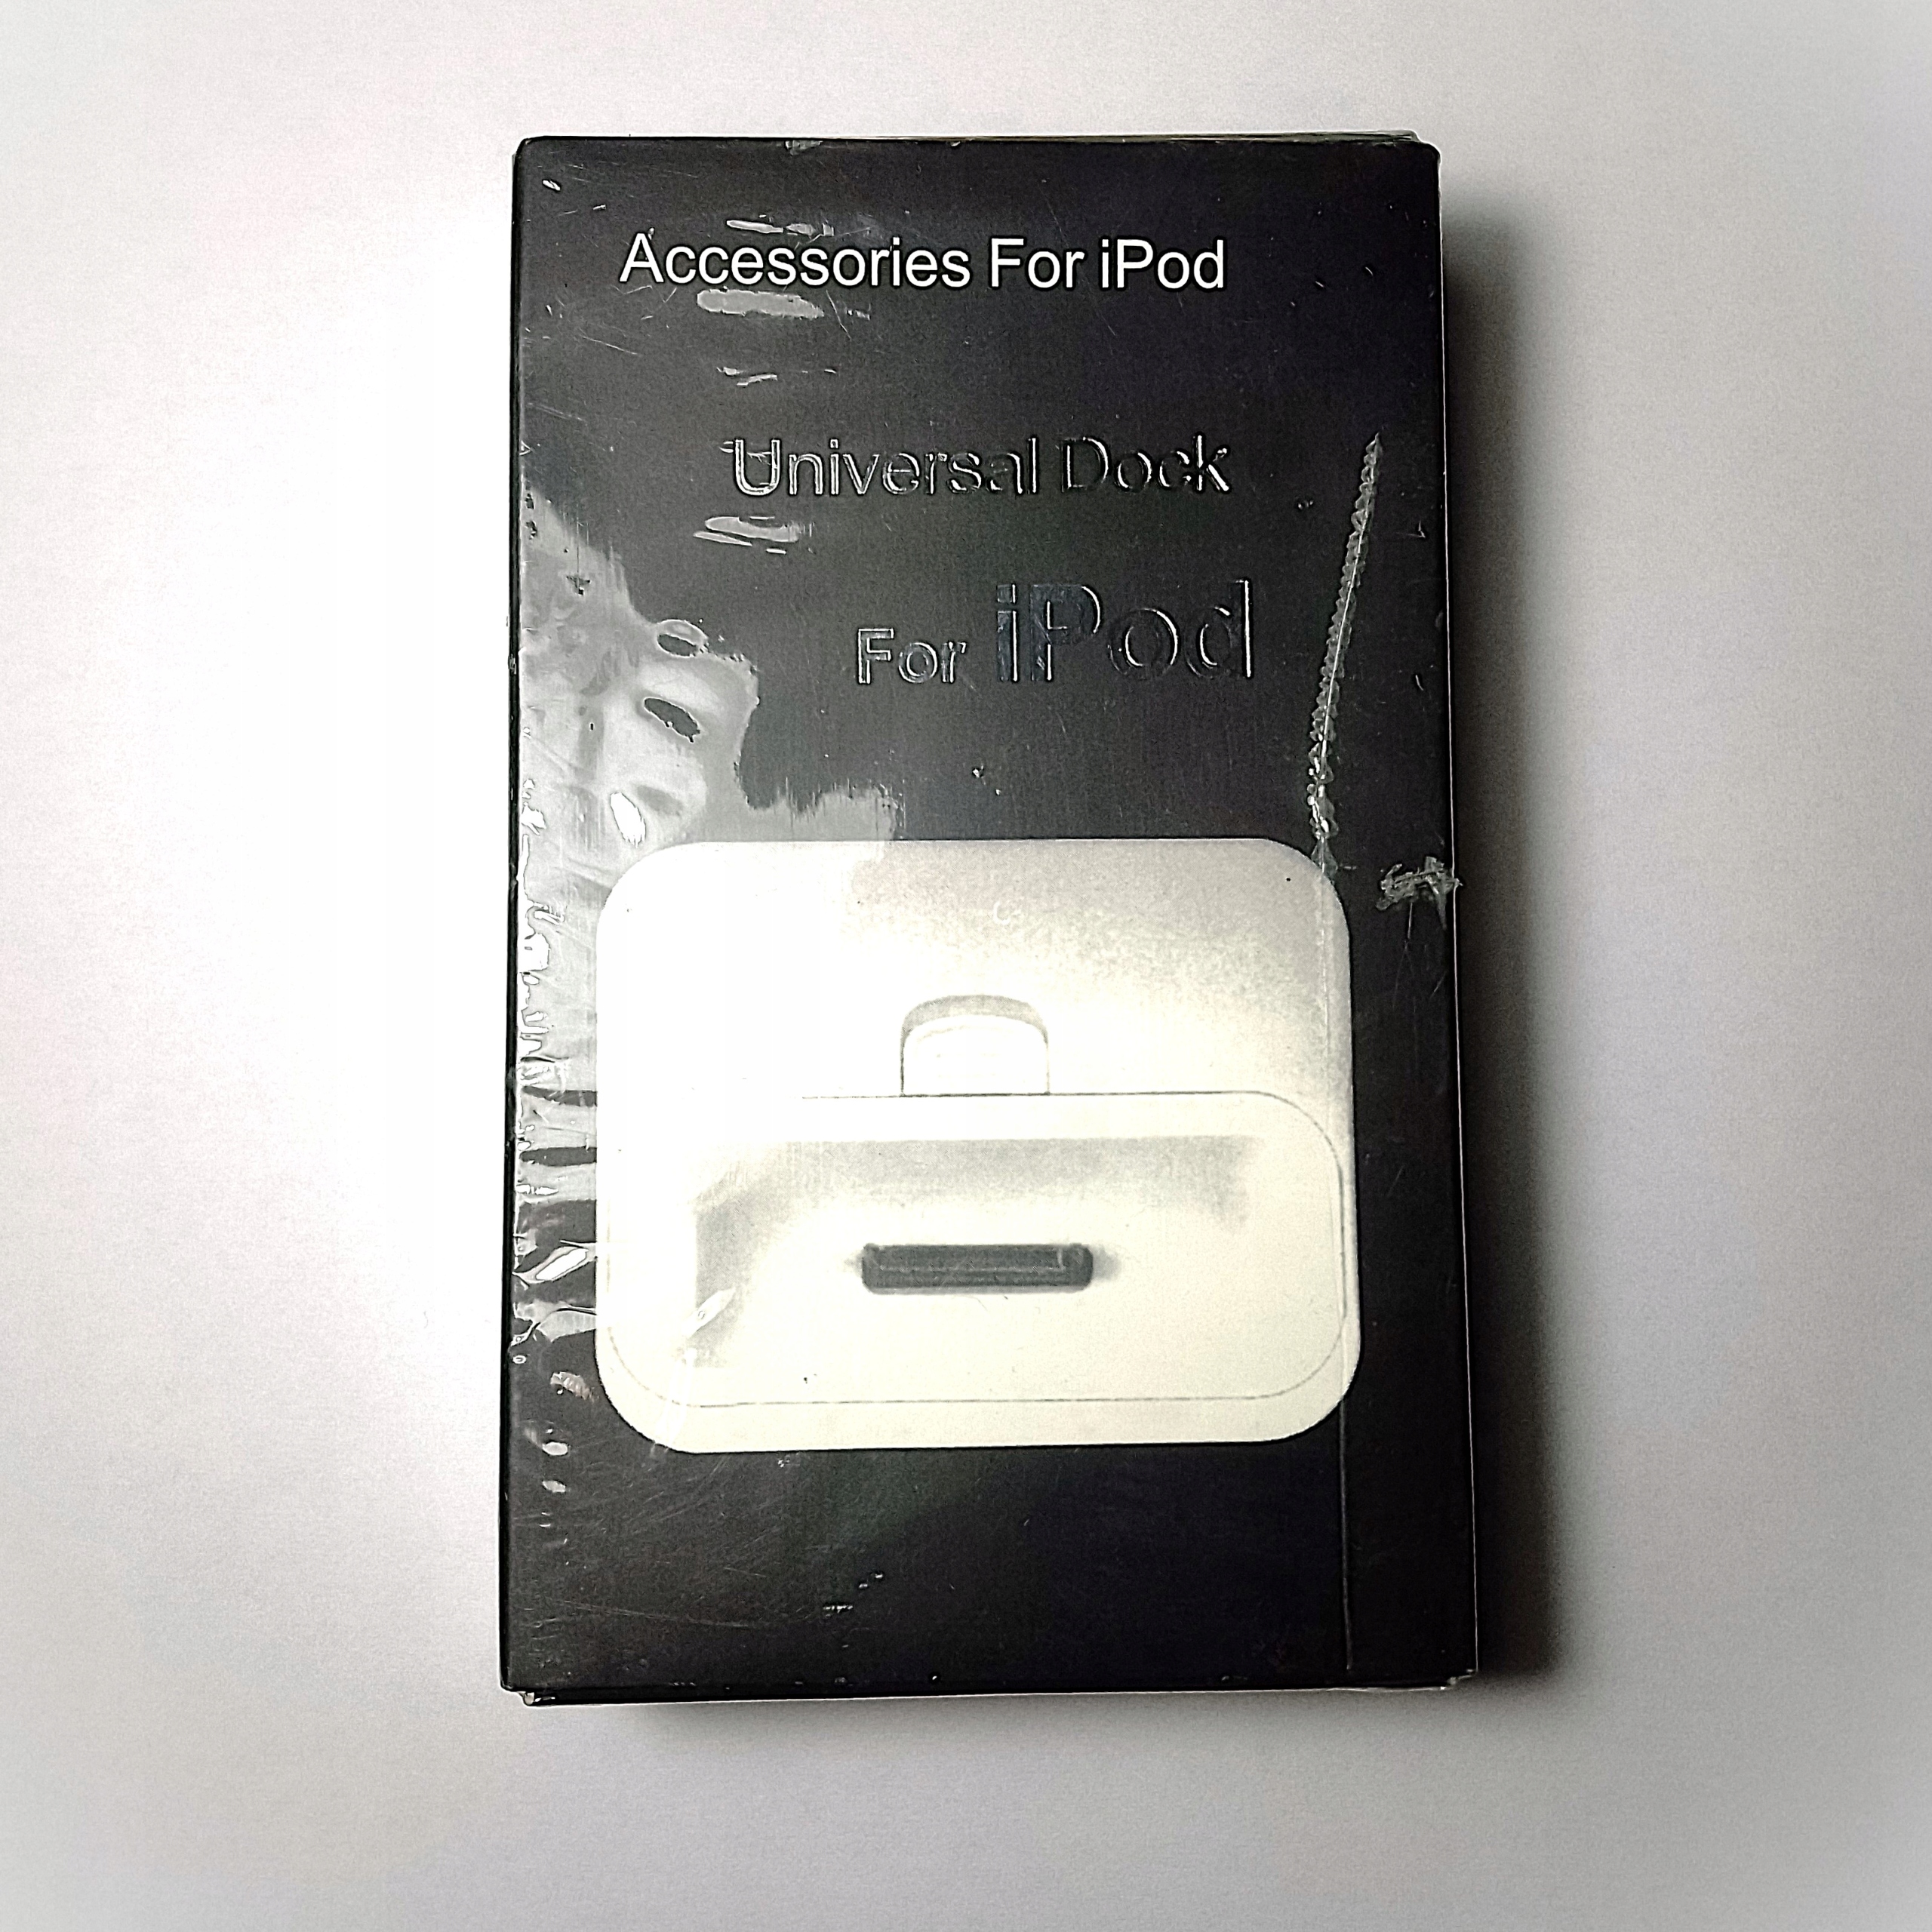 Accessories For iPod
Universal Dock
For iPod